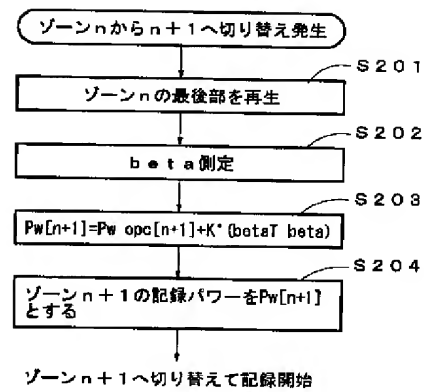 ゾーンnからn+1へ切り替え発生
S201
ゾーンnの最後部を再生
S202
beta測定
S203
Pw[n+1]=Pw opc[n+1]+K*(betaT beta)
S204
ゾーンn+1の記録パワーをPw[n+1]
とする
ゾーンn+1へ切り替えて記録開始